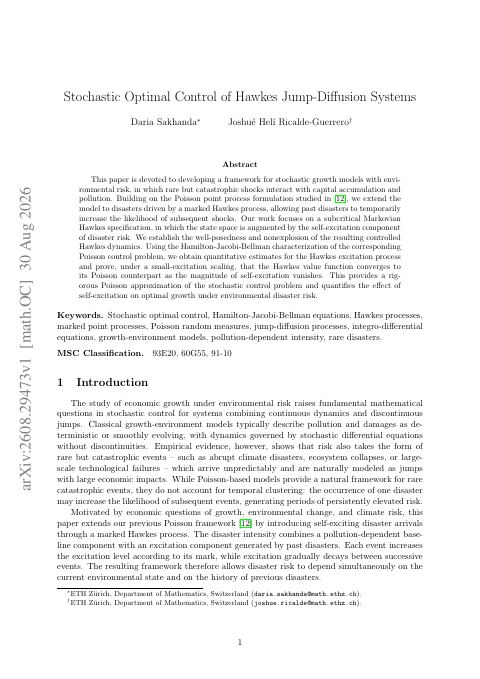 Stochastic Optimal Control of Hawkes Jump-Diffusion Systems
Daria Sakhanda* Joshué Helí Ricalde-Guerrero†
Abstract
This paper is devoted to developing a framework for stochastic growth models with envi-
ronmental risk, in which rare but catastrophic shocks interact with capital accumulation and
pollution. Building on the Poisson point process formulation studied in [12], we extend the
model to disasters driven by a marked Hawkes process, allowing past disasters to temporarily
increase the likelihood of subsequent shocks. Our work focuses on a subcritical Markovian
Hawkes specification, in which the state space is augmented by the self-excitation component
of disaster risk. We establish the well-posedness and nonexplosion of the resulting controlled
Hawkes dynamics. Using the Hamilton-Jacobi-Bellman characterization of the corresponding
Poisson control problem, we obtain quantitative estimates for the Hawkes excitation process
and prove, under a small-excitation scaling, that the Hawkes value function converges to
its Poisson counterpart as the magnitude of self-excitation vanishes. This provides a rig-
orous Poisson approximation of the stochastic control problem and quantifies the effect of
self-excitation on optimal growth under environmental disaster risk.
Keywords. Stochastic optimal control, Hamilton-Jacobi-Bellman equations, Hawkes processes,
marked point processes, Poisson random measures, jump-diffusion processes, integro-differential
equations, growth-environment models, pollution-dependent intensity, rare disasters.
MSC Classification. 93E20, 60G55, 91-10
1 Introduction
The study of economic growth under environmental risk raises fundamental mathematical
questions in stochastic control for systems combining continuous dynamics and discontinuous
jumps. Classical growth-environment models typically describe pollution and damages as de-
terministic or smoothly evolving, with dynamics governed by stochastic differential equations
without discontinuities. Empirical evidence, however, shows that environmental risk also takes the form of
rare but catastrophic events – such as abrupt climate disasters, ecosystem collapses, or large-
scale technological failures – which arrive unpredictably and are naturally modeled as jumps
with large economic impacts. While Poisson-based models provide a natural framework for rare
catastrophic events, they do not account for temporal clustering: the occurrence of one disaster
may increase the likelihood of subsequent events, generating periods of persistently elevated risk.
Motivated by economic questions of growth, environmental change, and climate risk, this
paper extends our previous Poisson framework [12] by introducing self-exciting disaster arrivals
through a marked Hawkes process. The disaster intensity combines a pollution-dependent base-
line component with an excitation component generated by past disasters. Each event increases
the excitation level according to its mark, while excitation gradually decays between successive
events. The resulting framework therefore allows disaster risk to depend simultaneously on the
current environmental state and on the history of previous disasters.
*ETH Zürich, Department of Mathematics, Switzerland (daria.sakhanda@math.ethz.ch).
†ETH Zürich, Department of Mathematics, Switzerland (joshue.ricalde@math.ethz.ch).
1
arXiv:2608.29473v1 [math.OC] 30 Aug 2026